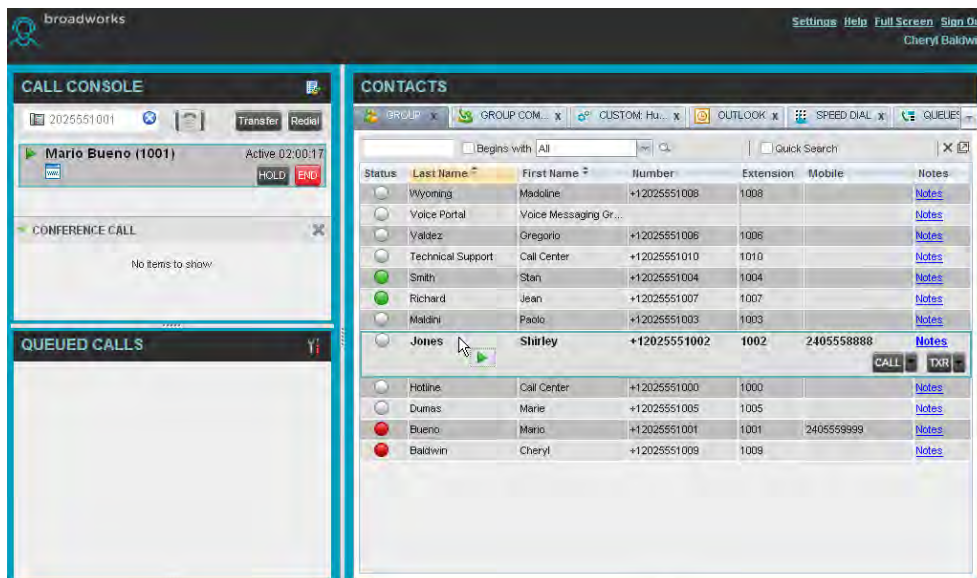 broadworks
Settings Help Full Screen Sign
Cheryl
CALL CONSOLE
2025551001 Transfer Redial
Mario Bueno (1001) Active 02:00:17
www
HOLD END
CONFERENCE CALL
No items to show
QUEUED CALLS
CONTACTS
GROUP x GROUP COM... x CUSTOM: Hu... x OUTLOOK x SPEED DIAL x QUEUES
Begins with All Quick Search
Status Last Name First Name Number Extension Mobile Notes
Wyoming Madoline +12025551008 1008 Notes
Voice Portal Voice Messaging Gr... Notes
Valdez Gregorio +12025551006 1006 Notes
Technical Support Call Center +12025551010 1010 Notes
Smith Stan +12025551004 1004 Notes
Richard Jean +12025551007 1007 Notes
Maldini Paolo +12025551003 1003 Notes
Jones Shirley +12025551002 1002 2405558888 Notes
CALL TXR
Hotline Call Center +12025551000 1000 Notes
Dumas Marie +12025551005 1005 Notes
Bueno Mario +12025551001 1001 2405559999 Notes
Baldwin Cheryl +12025551009 1009 Notes